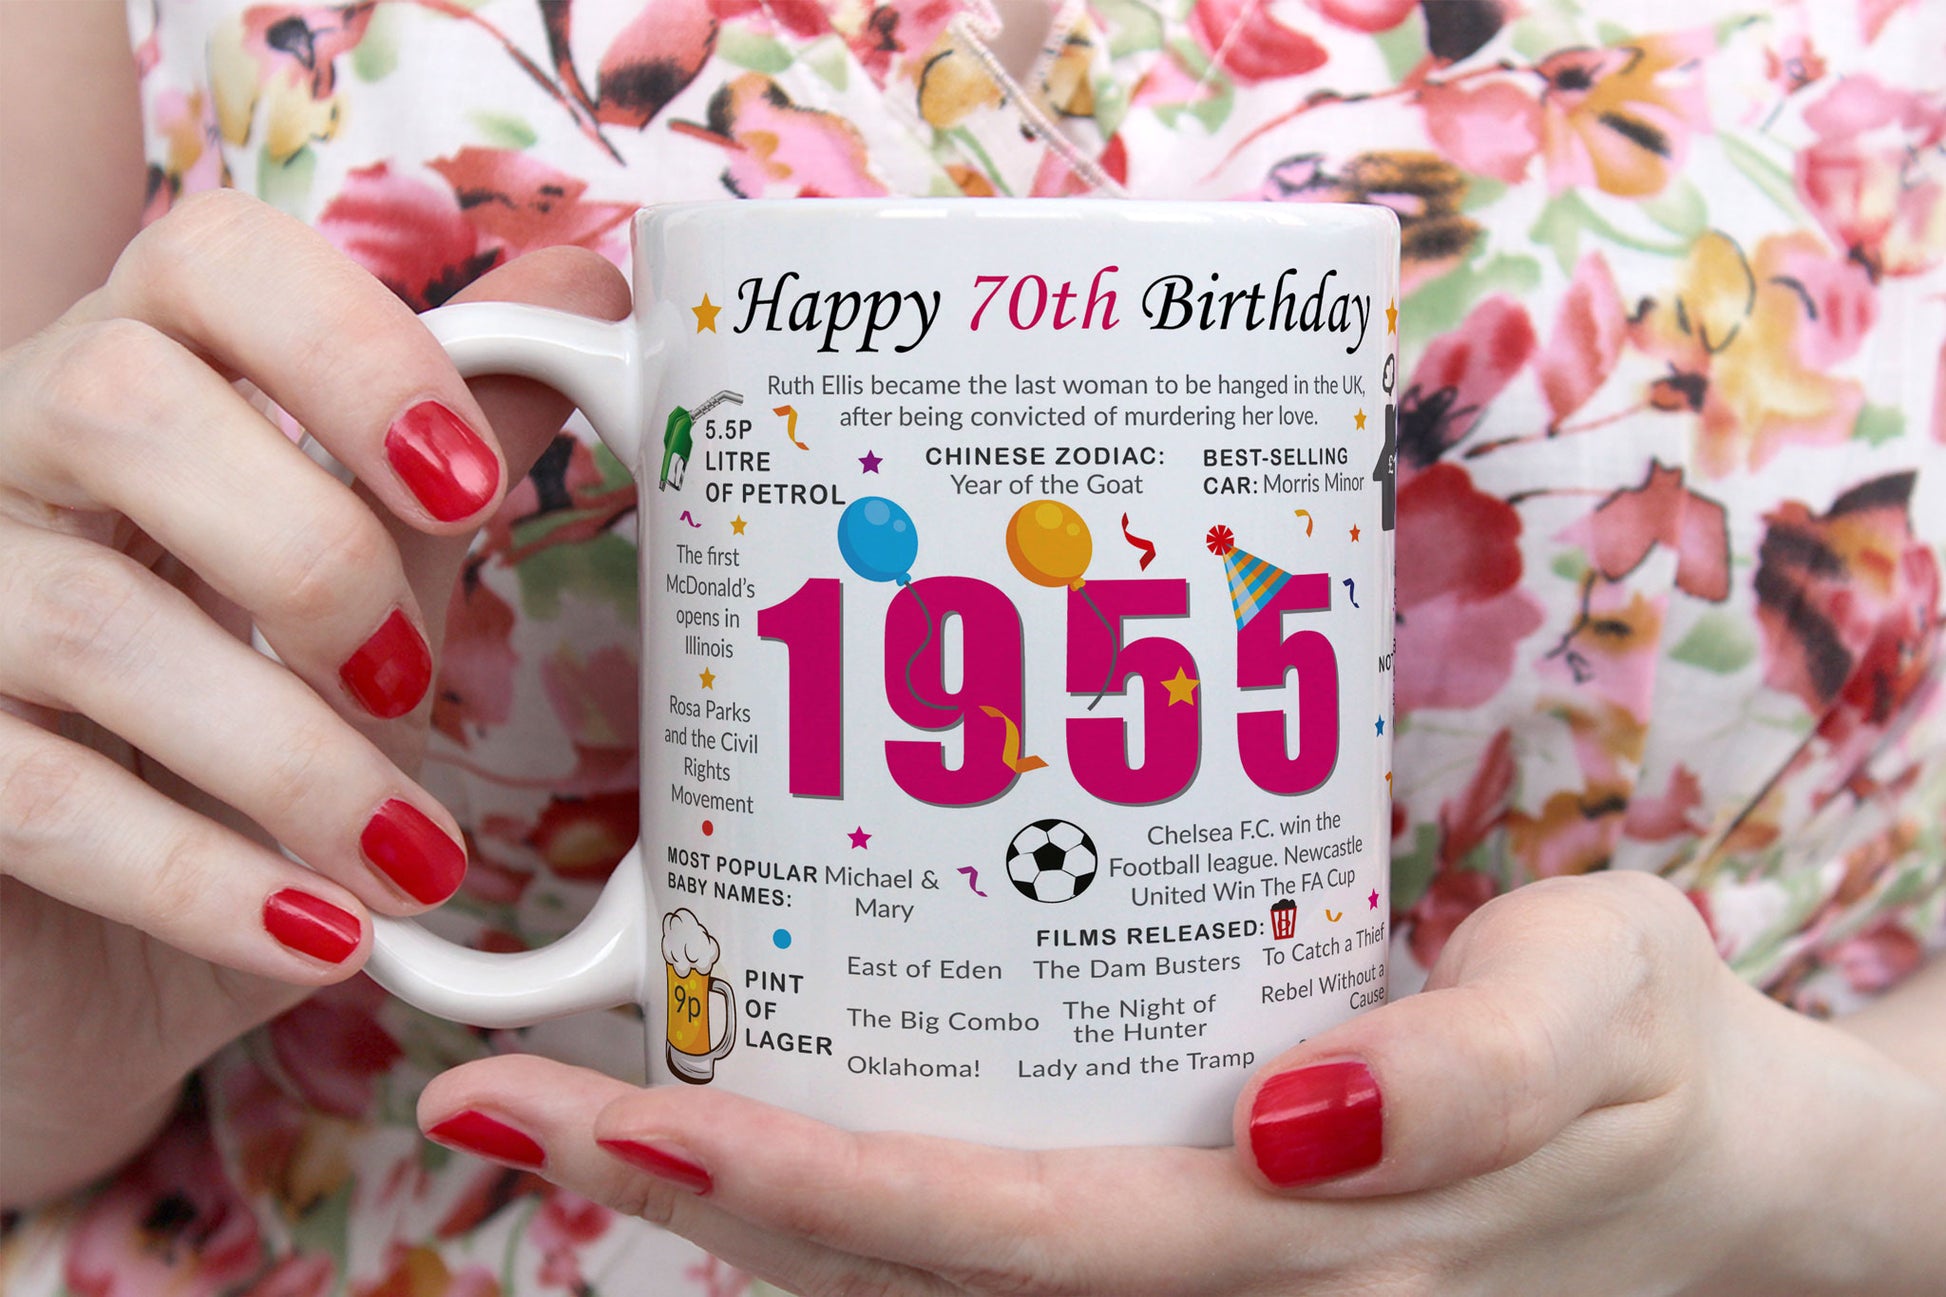 Happy 70th Birthday
Ruth Ellis became the last woman to be hanged in the UK,
after being convicted of murdering her love.
5.5P
LITRE
OF PETROL
CHINESE ZODIAC:
Year of the Goat
BEST-SELLING
CAR: Morris Minor
The first
McDonald's
opens in
Illinois
1955
Rosa Parks
and the Civil
Rights
Movement
MOST POPULAR
BABY NAMES:
Michael &
Mary
Chelsea F.C. win the
Football league. Newcastle
United Win The FA Cup
9p
PINT
OF
LAGER
FILMS RELEASED:
East of Eden
The Dam Busters
To Catch a Thief
The Big Combo
The Night of
the Hunter
Rebel Without a
Cause
Oklahoma!
Lady and the Tramp